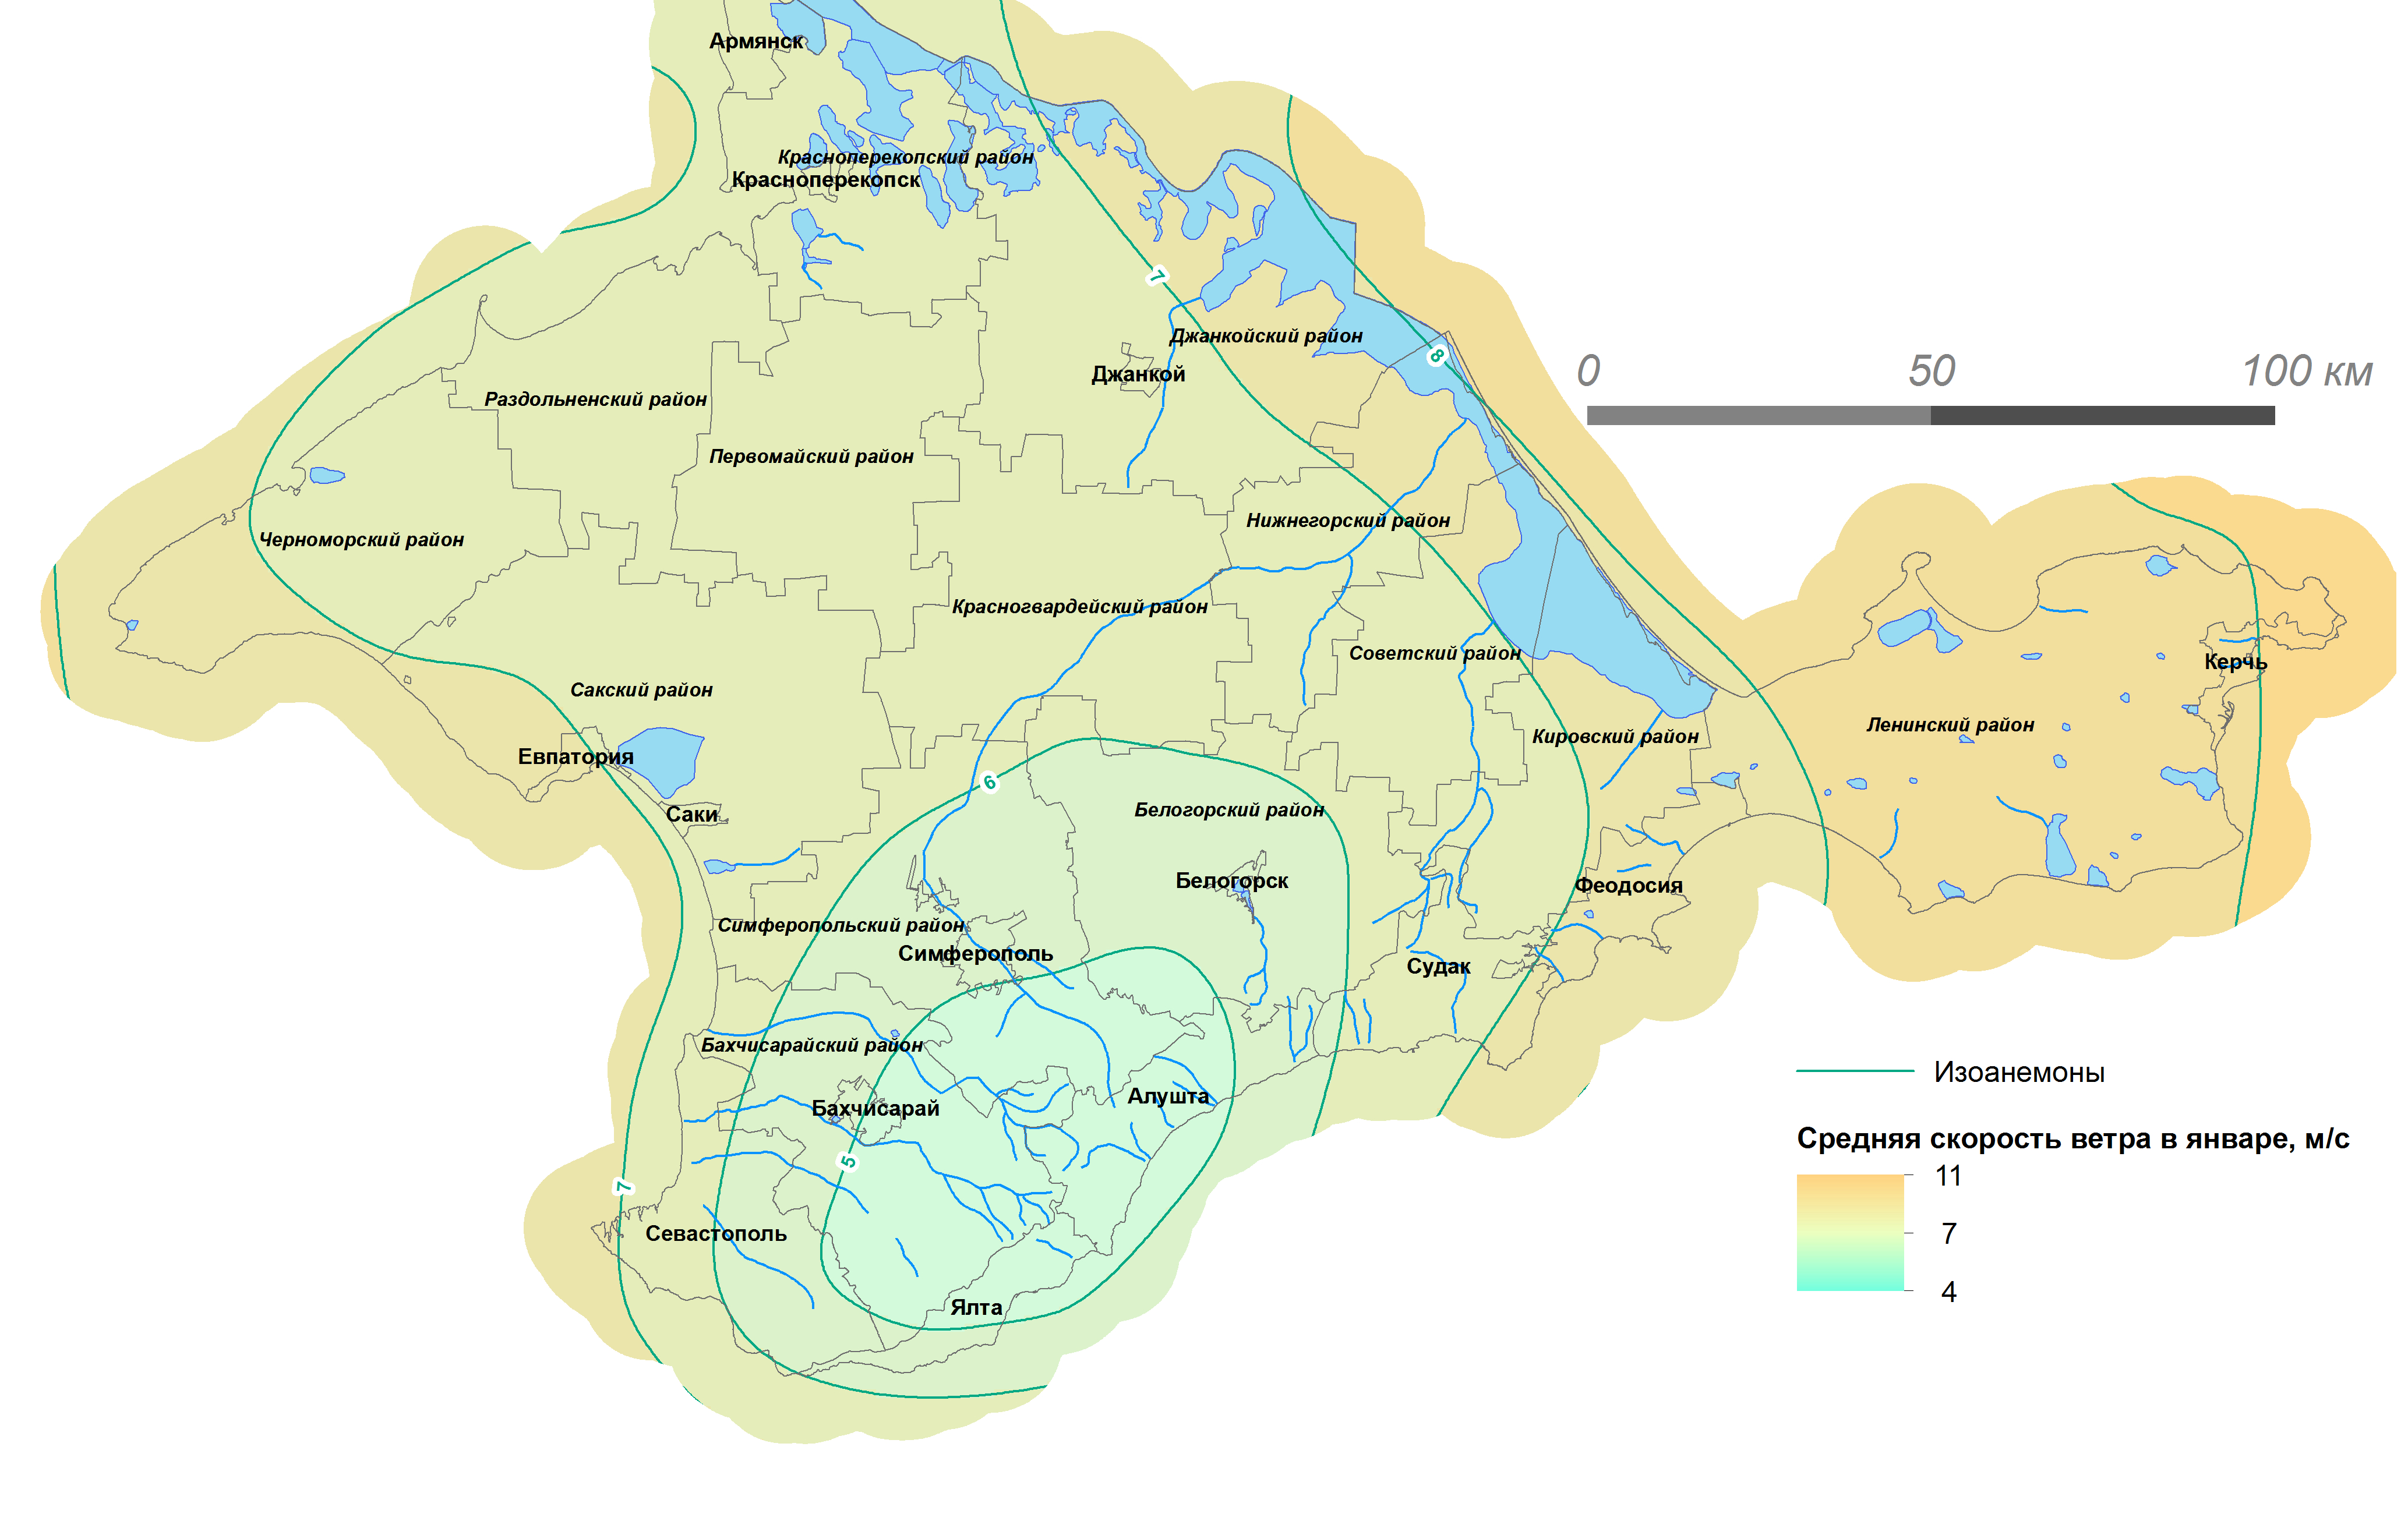 Армянск
Красноперекопский район
Красноперекопск
7
Джанкойский район
8
0 50 100 км
Джанкой
Раздольненский район
Первомайский район
Нижнегорский район
Черноморский район
Красногвардейский район
Советский район
Керчь
Сакский район
Ленинский район
Кировский район
Евпатория
6
Саки
Белогорский район
Белогорск
Феодосия
Симферопольский район
Симферополь
Судак
Бахчисарайский район
Изоанемоны
Алушта
Бахчисарай
Средняя скорость ветра в январе, м/с
5
11
7
Севастополь
7
4
Ялта